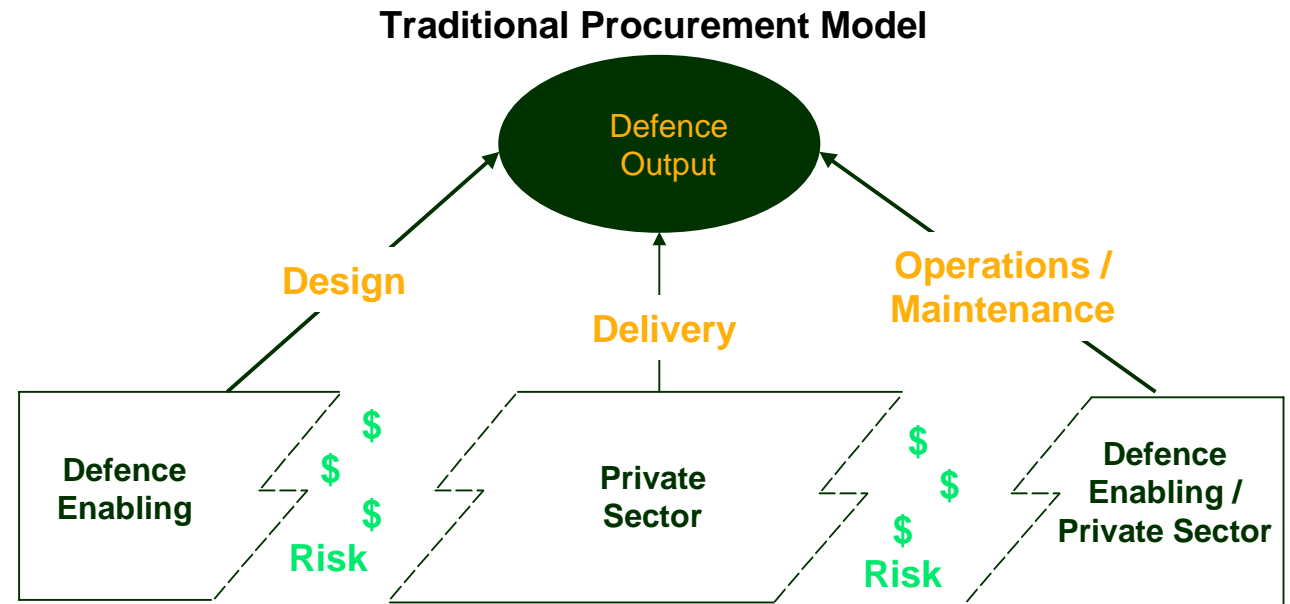 Traditional Procurement Model
Defence
Output
Design
Delivery
Operations /
Maintenance
Defence
Enabling
$
$
$
Risk
Private
Sector
$
$
$
Risk
Defence
Enabling /
Private Sector